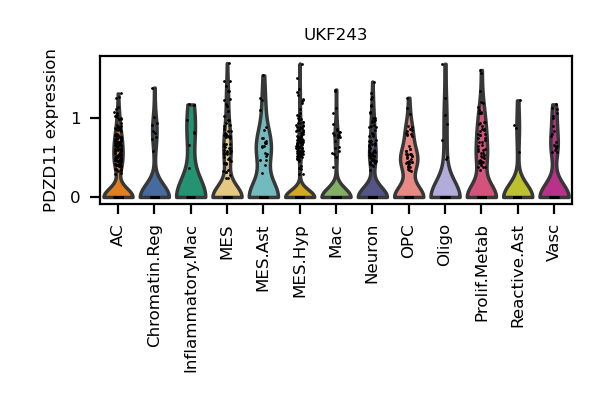 UKF243
PDZD11 expression
1
0
AC
Chromatin.Reg
Inflammatory.Mac
MES
MES.Ast
MES.Hyp
Mac
Neuron
OPC
Oligo
Prolif.Metab
Reactive.Ast
Vasc